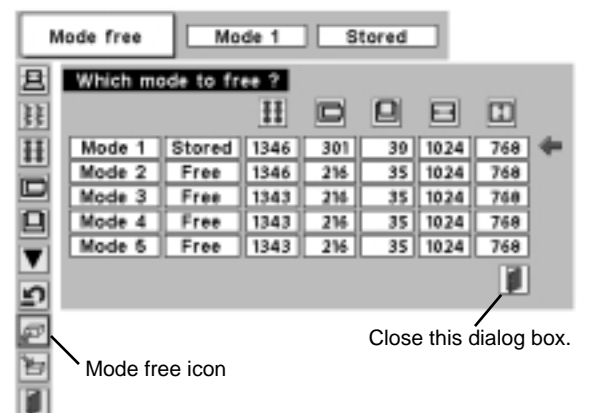 Mode free Mode 1 Stored
Which mode to free ?
Mode 1 Stored 1346 301 39 1024 768
Mode 2 Free 1346 216 35 1024 768
Mode 3 Free 1343 216 35 1024 768
Mode 4 Free 1343 216 35 1024 768
Mode 5 Free 1343 216 35 1024 768
Close this dialog box.
Mode free icon